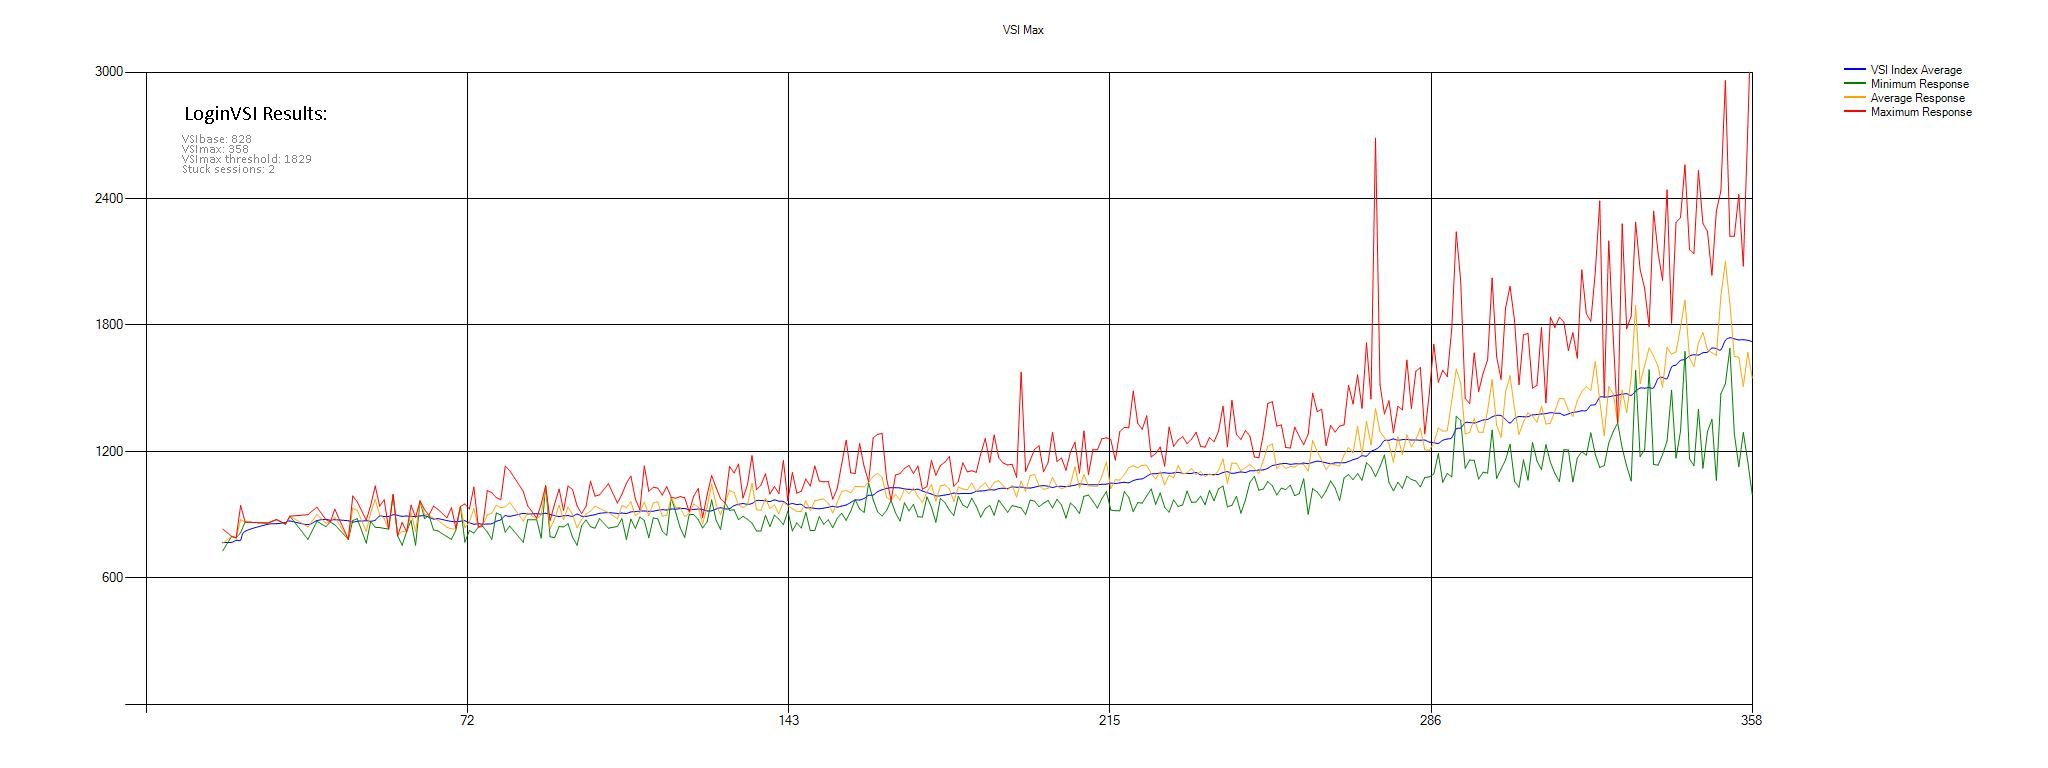 VSI Max
3000
2400
1800
1200
600
LoginVSI Results:
VSIbase: 828
VSImax: 358
VSImax threshold: 1829
Stuck sessions: 2
VSI Index Average
Minimum Response
Average Response
Maximum Response
72
143
215
286
358